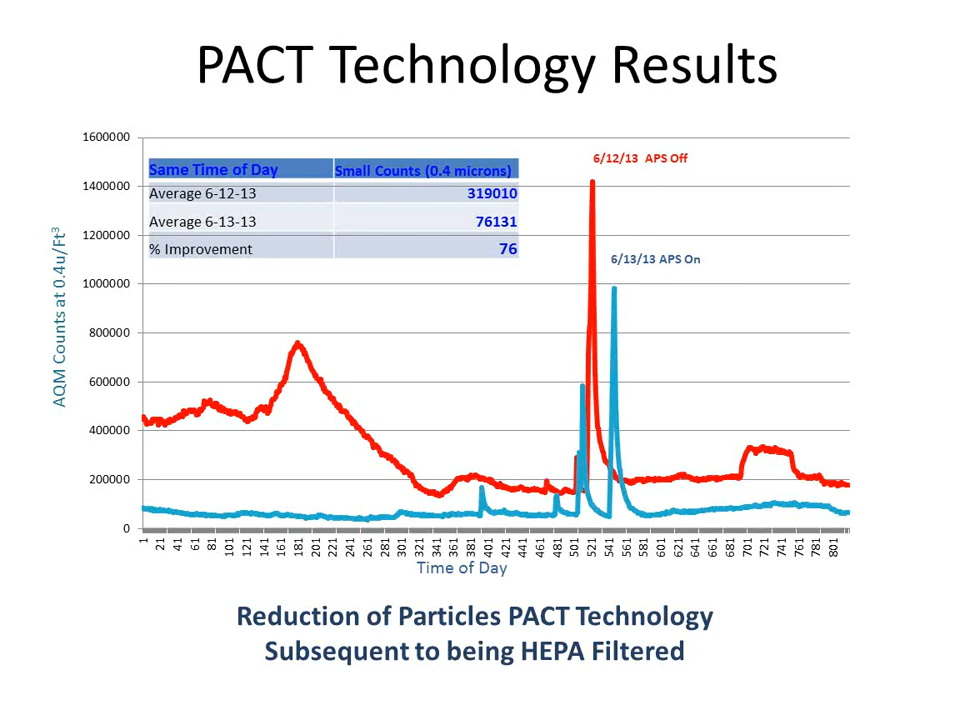 PACT Technology Results
1600000
1400000
1200000
1000000
800000
600000
400000
200000
0
AQM Counts at 0.4u/Ft³
Same Time of Day Small Counts (0.4 microns)
Average 6-12-13 319010
Average 6-13-13 76131
% Improvement 76
6/12/13 APS Off
6/13/13 APS On
1 21 41 61 81 101 121 141 161 181 201 221 241 261 281 301 321 341 361 381 401 421 441 461 481 501 521 541 561 581 601 621 641 661 681 701 721 741 761 781 801
Time of Day
Reduction of Particles PACT Technology
Subsequent to being HEPA Filtered